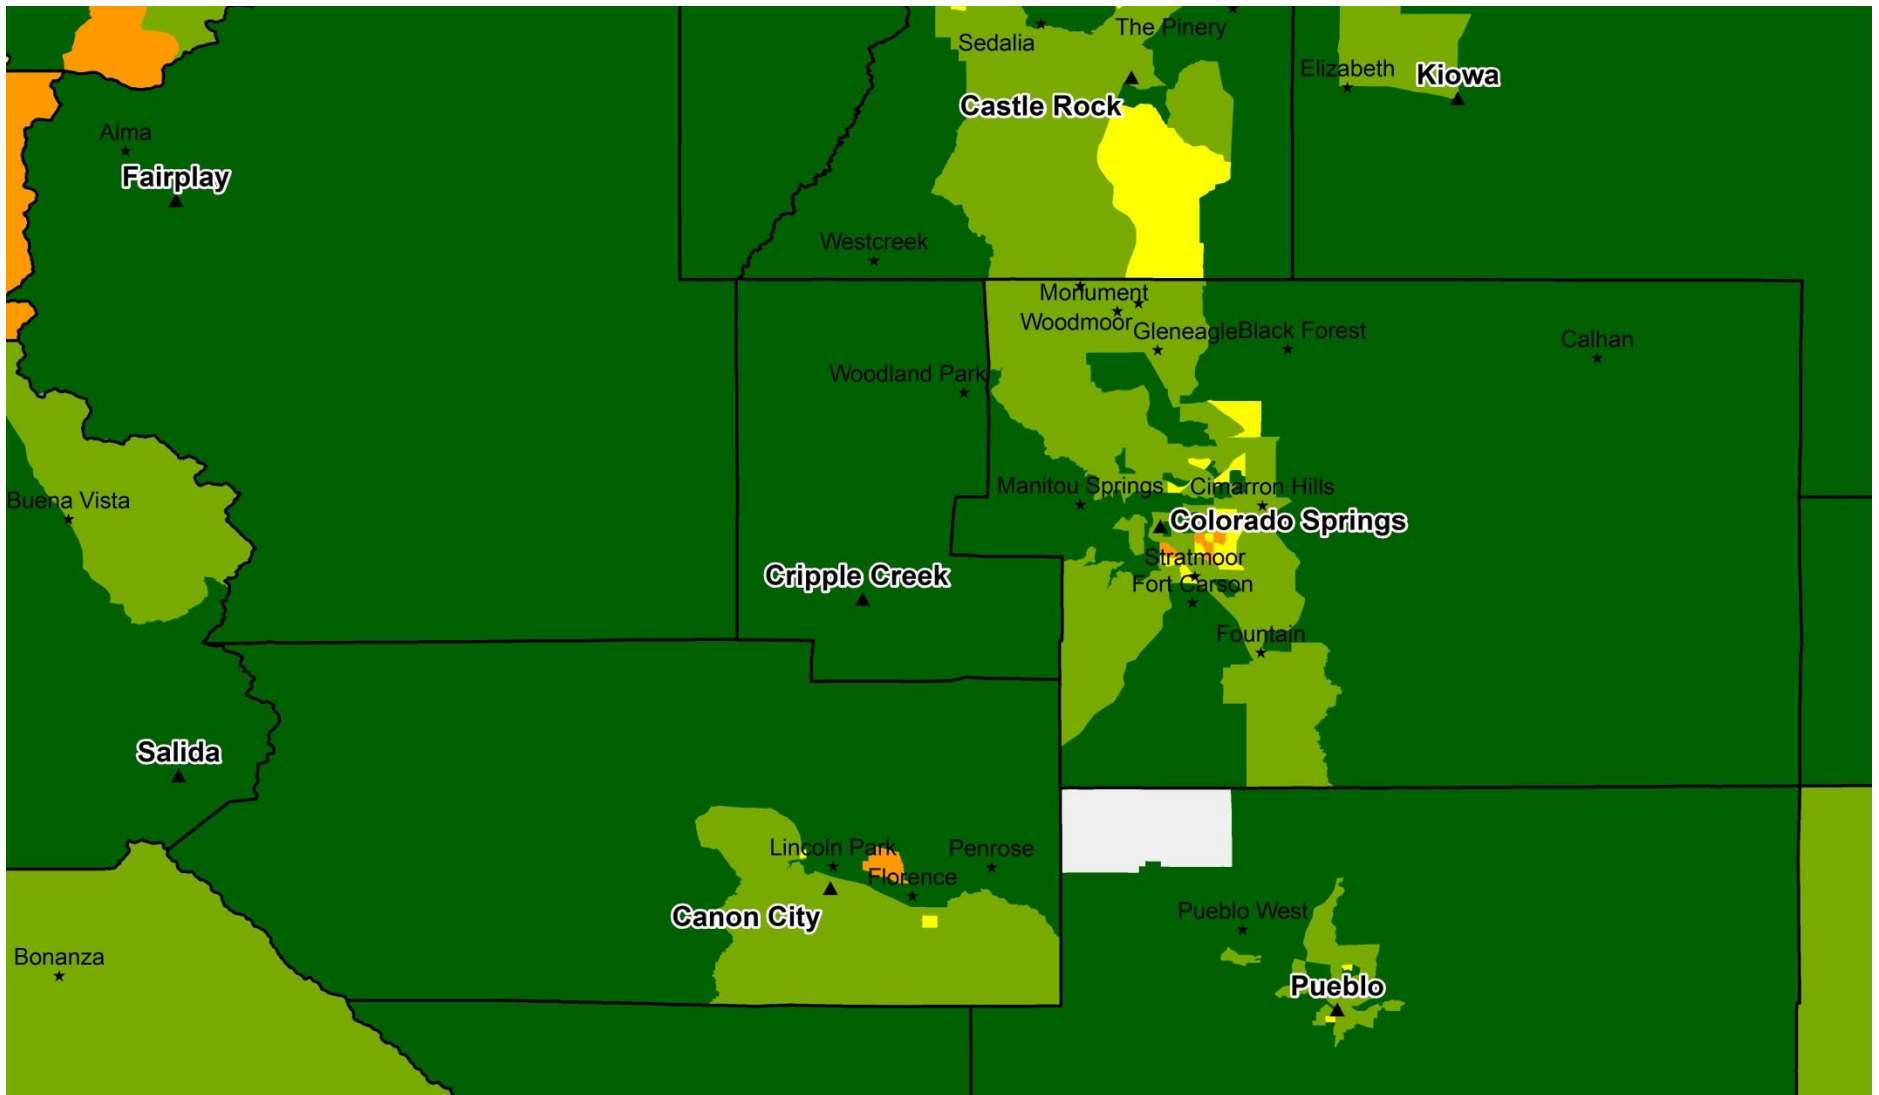 The Pinery
Sedalia
Elizabeth
Kiowa
Castle Rock
Alma
Fairplay
Westcreek
Monument
Woodmoor
Gleneagle
Black Forest
Calhan
Woodland Park
Manitou Springs
Cimarron Hills
Buena Vista
Colorado Springs
Stratmoor
Cripple Creek
Fort Carson
Fountain
Salida
Lincoln Park
Penrose
Florence
Canon City
Pueblo West
Bonanza
Pueblo